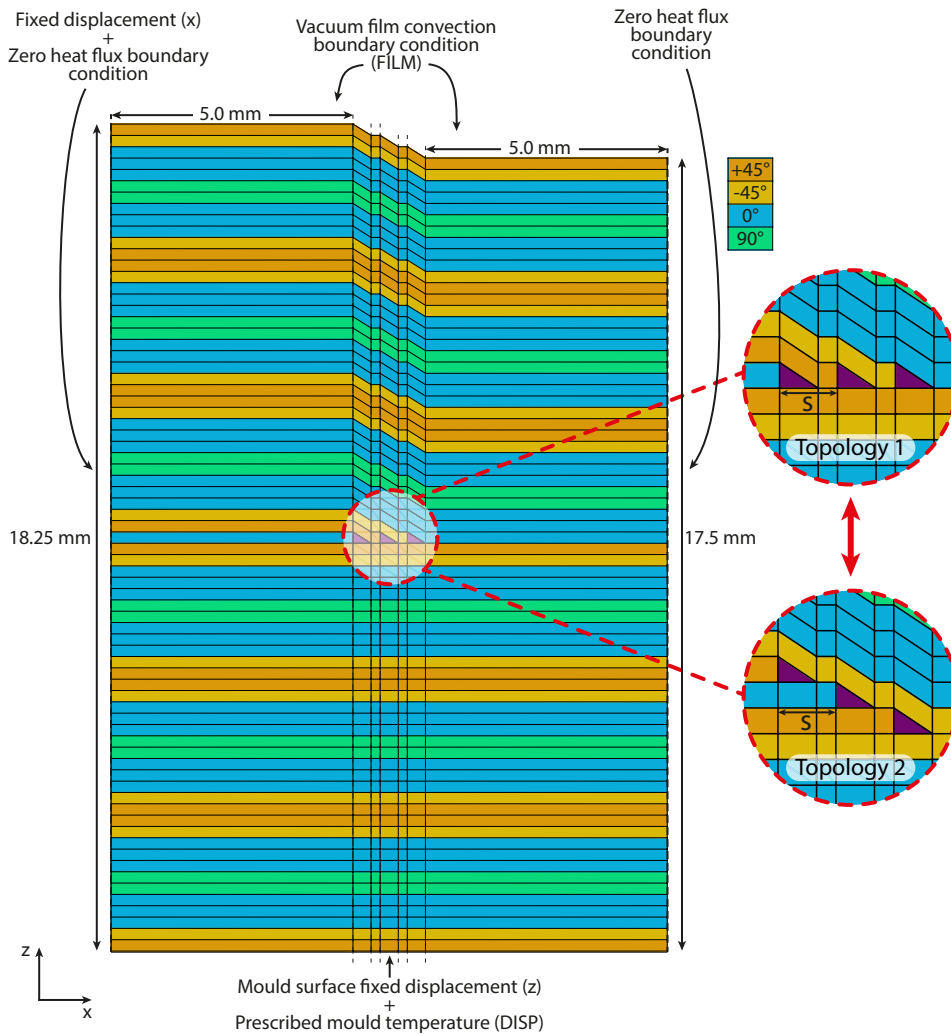 Fixed displacement (x)
+
Zero heat flux boundary
condition
Vacuum film convection
boundary condition
(FILM)
Zero heat flux
boundary
condition
5.0 mm
5.0 mm
+45°
-45°
0°
90°
S
Topology 1
18.25 mm
17.5 mm
S
Topology 2
z
x
Mould surface fixed displacement (z)
+
Prescribed mould temperature (DISP)